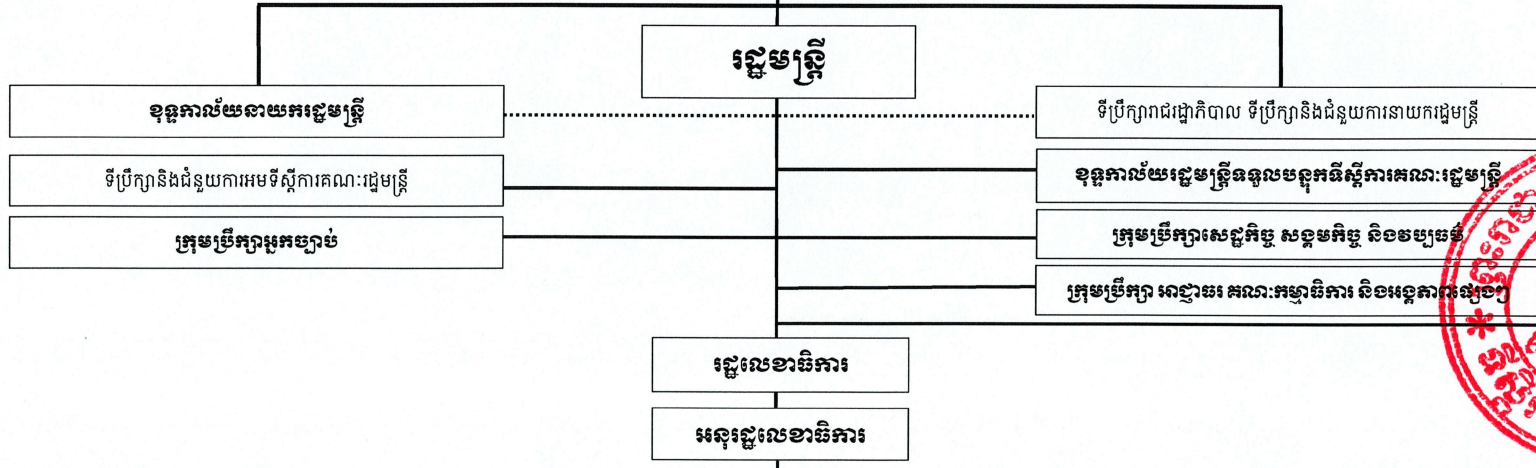 រដ្ឋមន្ត្រី
ខុទ្ទកាល័យនាយករដ្ឋមន្ត្រី
ទីប្រឹក្សារាជរដ្ឋាភិបាល ទីប្រឹក្សានិងជំនួយការនាយករដ្ឋមន្ត្រី
ទីប្រឹក្សានិងជំនួយការអមទីស្តីការគណៈរដ្ឋមន្ត្រី
ខុទ្ទកាល័យរដ្ឋមន្ត្រីទទួលបន្ទុកទីស្តីការគណៈរដ្ឋមន្ត្រី
ក្រុមប្រឹក្សាអ្នកច្បាប់
ក្រុមប្រឹក្សាសេដ្ឋកិច្ច សង្គមកិច្ច និងវប្បធម៌
ក្រុមប្រឹក្សា អាជ្ញាធរ គណៈកម្មាធិការ និងអង្គភាពផ្សេងៗ
រដ្ឋលេខាធិការ
អនុរដ្ឋលេខាធិការ